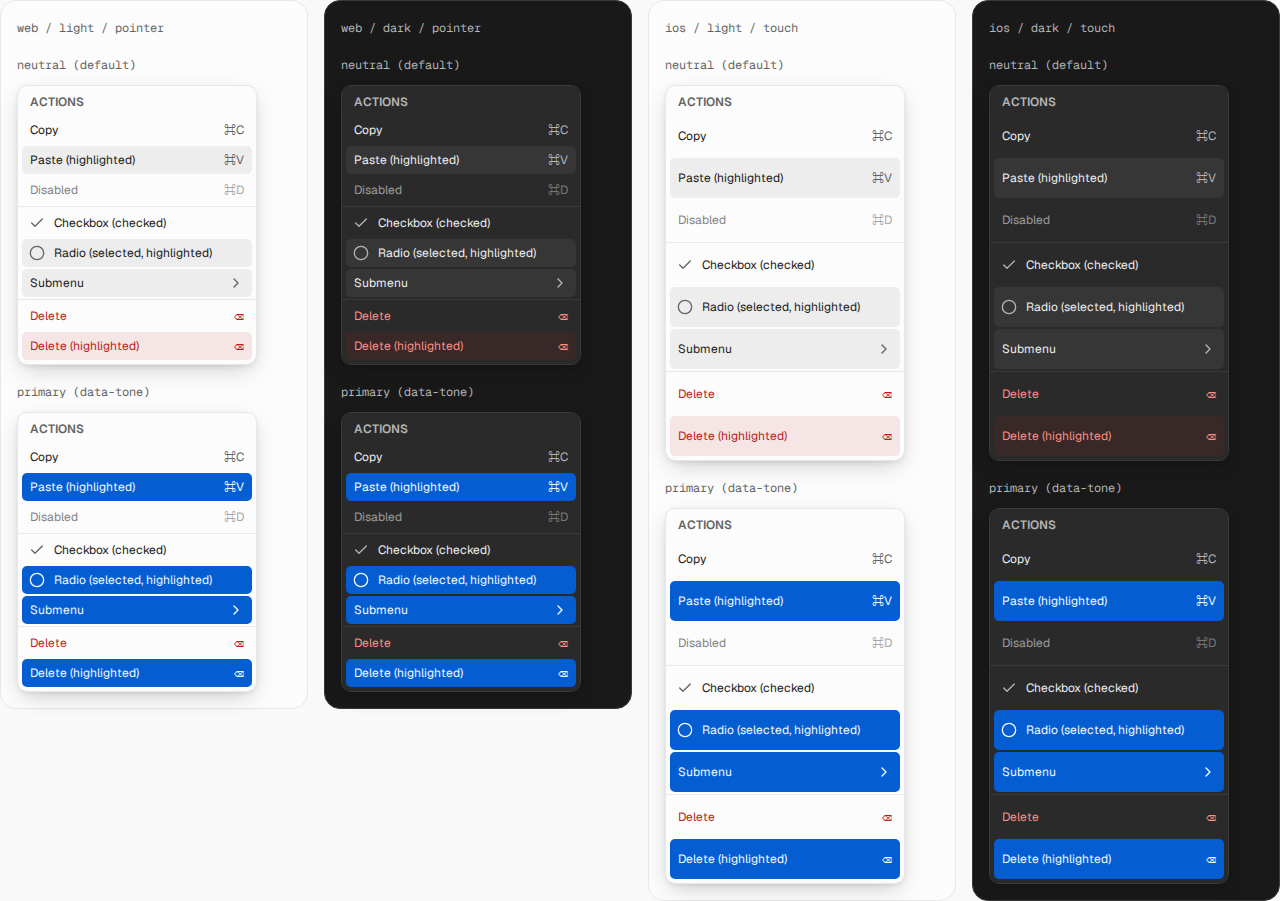 web / light / pointer
neutral (default)
ACTIONS
Copy ⌘C
Paste (highlighted) ⌘V
Disabled ⌘D
Checkbox (checked)
Radio (selected, highlighted)
Submenu
Delete ⌫
Delete (highlighted) ⌫
primary (data-tone)
ACTIONS
Copy ⌘C
Paste (highlighted) ⌘V
Disabled ⌘D
Checkbox (checked)
Radio (selected, highlighted)
Submenu
Delete ⌫
Delete (highlighted) ⌫
web / dark / pointer
neutral (default)
ACTIONS
Copy ⌘C
Paste (highlighted) ⌘V
Disabled ⌘D
Checkbox (checked)
Radio (selected, highlighted)
Submenu
Delete ⌫
Delete (highlighted) ⌫
primary (data-tone)
ACTIONS
Copy ⌘C
Paste (highlighted) ⌘V
Disabled ⌘D
Checkbox (checked)
Radio (selected, highlighted)
Submenu
Delete ⌫
Delete (highlighted) ⌫
ios / light / touch
neutral (default)
ACTIONS
Copy ⌘C
Paste (highlighted) ⌘V
Disabled ⌘D
Checkbox (checked)
Radio (selected, highlighted)
Submenu
Delete ⌫
Delete (highlighted) ⌫
primary (data-tone)
ACTIONS
Copy ⌘C
Paste (highlighted) ⌘V
Disabled ⌘D
Checkbox (checked)
Radio (selected, highlighted)
Submenu
Delete ⌫
Delete (highlighted) ⌫
ios / dark / touch
neutral (default)
ACTIONS
Copy ⌘C
Paste (highlighted) ⌘V
Disabled ⌘D
Checkbox (checked)
Radio (selected, highlighted)
Submenu
Delete ⌫
Delete (highlighted) ⌫
primary (data-tone)
ACTIONS
Copy ⌘C
Paste (highlighted) ⌘V
Disabled ⌘D
Checkbox (checked)
Radio (selected, highlighted)
Submenu
Delete ⌫
Delete (highlighted) ⌫